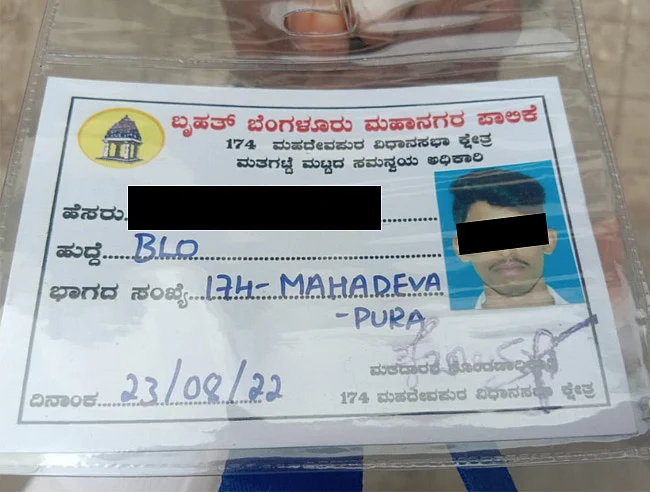 ಬೃಹತ್ ಬೆಂಗಳೂರು ಮಹಾನಗರ ಪಾಲಿಕೆ
174 ಮಹದೇವಪುರ ವಿಧಾನಸಭಾ ಕ್ಷೇತ್ರ
ಮತಗಟ್ಟೆ ಮಟ್ಟದ ಸಮನ್ವಯ ಅಧಿಕಾರಿ
ಹೆಸರು
ಹುದ್ದೆ......BLO
ಭಾಗದ ಸಂಖ್ಯೆ...174- MAHADEVA
-PURA
ದಿನಾಂಕ...23/08/22
174 ಮಹದೇವಪುರ ವಿಧಾನಸಭಾ ಕ್ಷೇತ್ರ